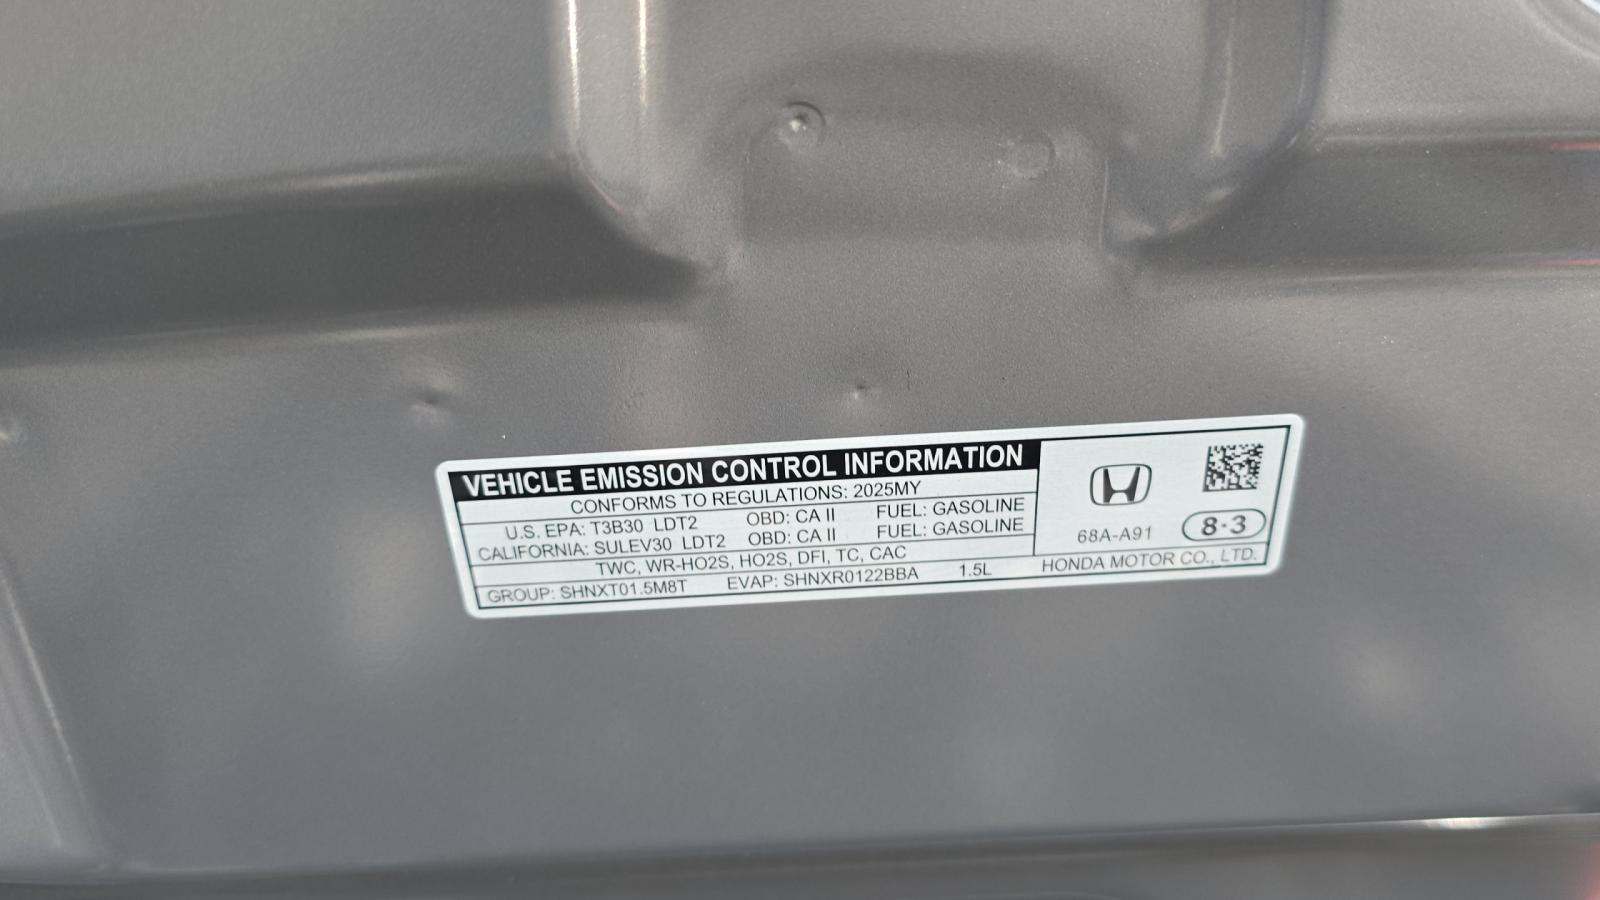 VEHICLE EMISSION CONTROL INFORMATION
CONFORMS TO REGULATIONS: 2025MY
U.S. EPA: T3B30 LDT2 OBD: CA II FUEL: GASOLINE
CALIFORNIA: SULEV30 LDT2 OBD: CA II FUEL: GASOLINE
TWC, WR-HO2S, HO2S, DFI, TC, CAC
GROUP: SHNXT01.5M8T EVAP: SHNXR0122BBA 1.5L
68A-A91 8-3
HONDA MOTOR CO., LTD.